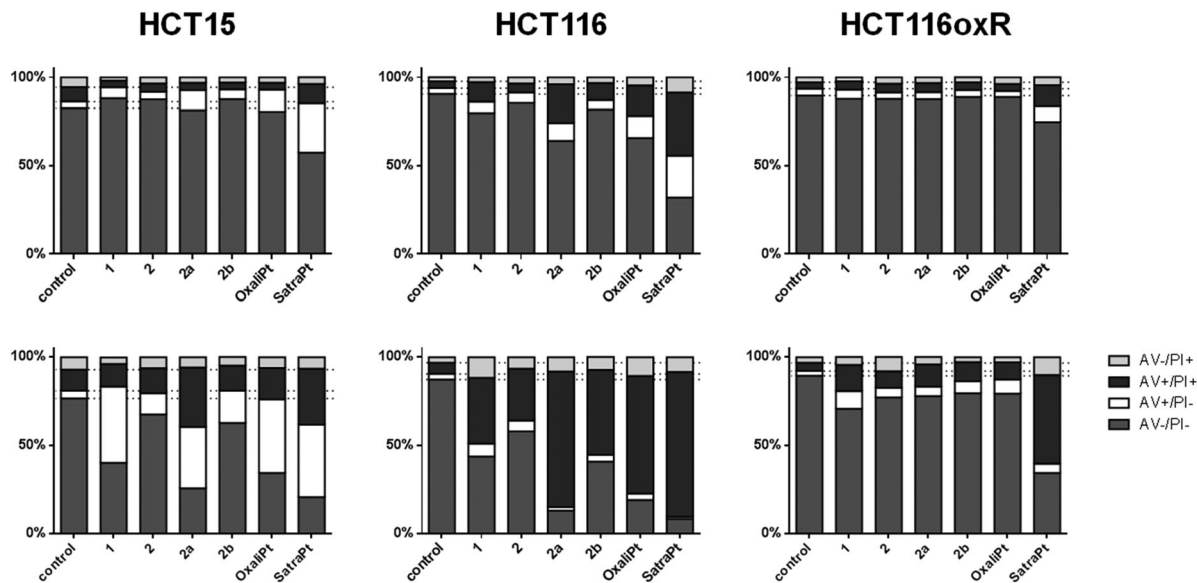 HCT15 HCT116 HCT116oxR
100% 100% 100%
50% 50% 50%
0% 0% 0%
control 1 2 2a 2b OxaliPt SatraPt control 1 2 2a 2b OxaliPt SatraPt control 1 2 2a 2b OxaliPt SatraPt
100% 100% 100%
AV-/PI+
AV+/PI+
AV+/PI-
AV-/PI-
50% 50% 50%
0% 0% 0%
control 1 2 2a 2b OxaliPt SatraPt control 1 2 2a 2b OxaliPt SatraPt control 1 2 2a 2b OxaliPt SatraPt